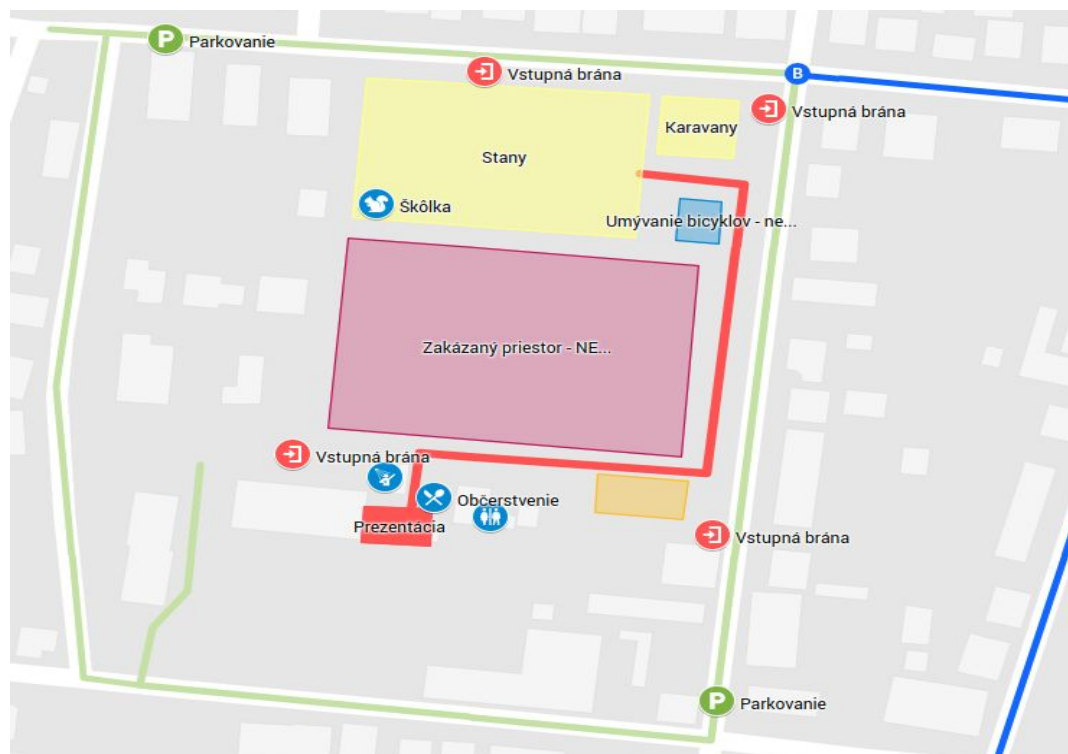 Parkovanie
Vstupná brána
B
Vstupná brána
Karavany
Stany
Škôlka
Umývanie bicyklov - ne...
Zakázaný priestor - NE...
Vstupná brána
Občerstvenie
Prezentácia
Vstupná brána
Parkovanie